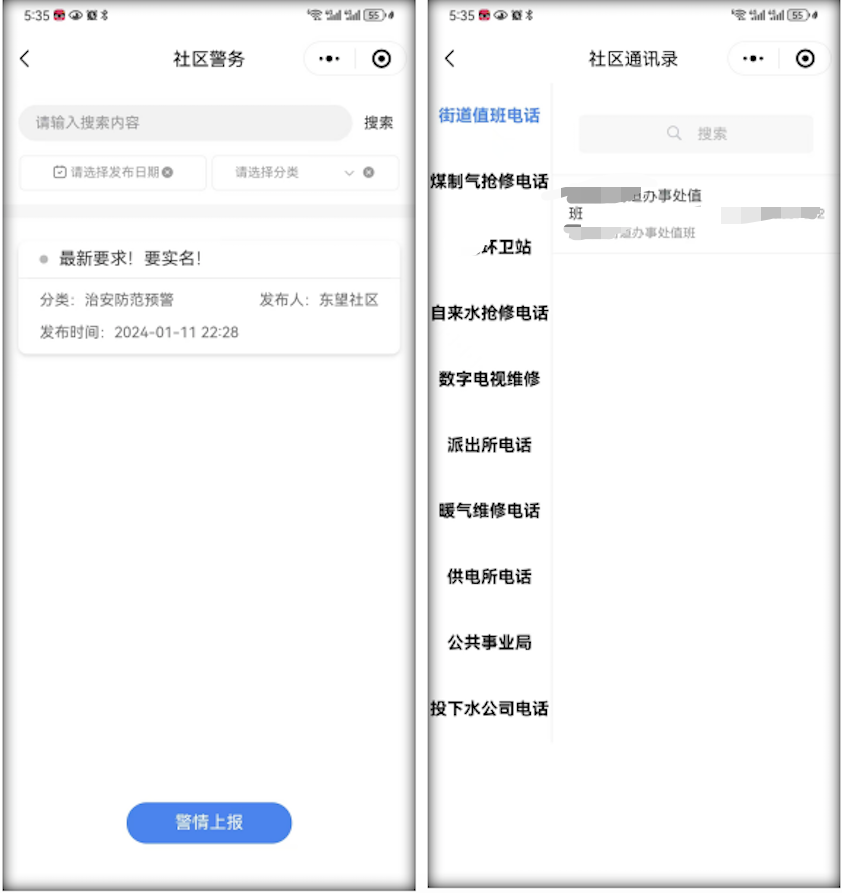 5:35
55
社区警务
请输入搜索内容
搜索
请选择发布日期
请选择分类
最新要求！要实名！
分类：治安防范预警
发布人：东望社区
发布时间：2024-01-11 22:28
警情上报
5:35
55
社区通讯录
街道值班电话
煤制气抢修电话
环卫站
自来水抢修电话
数字电视维修
派出所电话
暖气维修电话
供电所电话
公共事业局
投下水公司电话
搜索
道办事处值
班
街道办事处值班